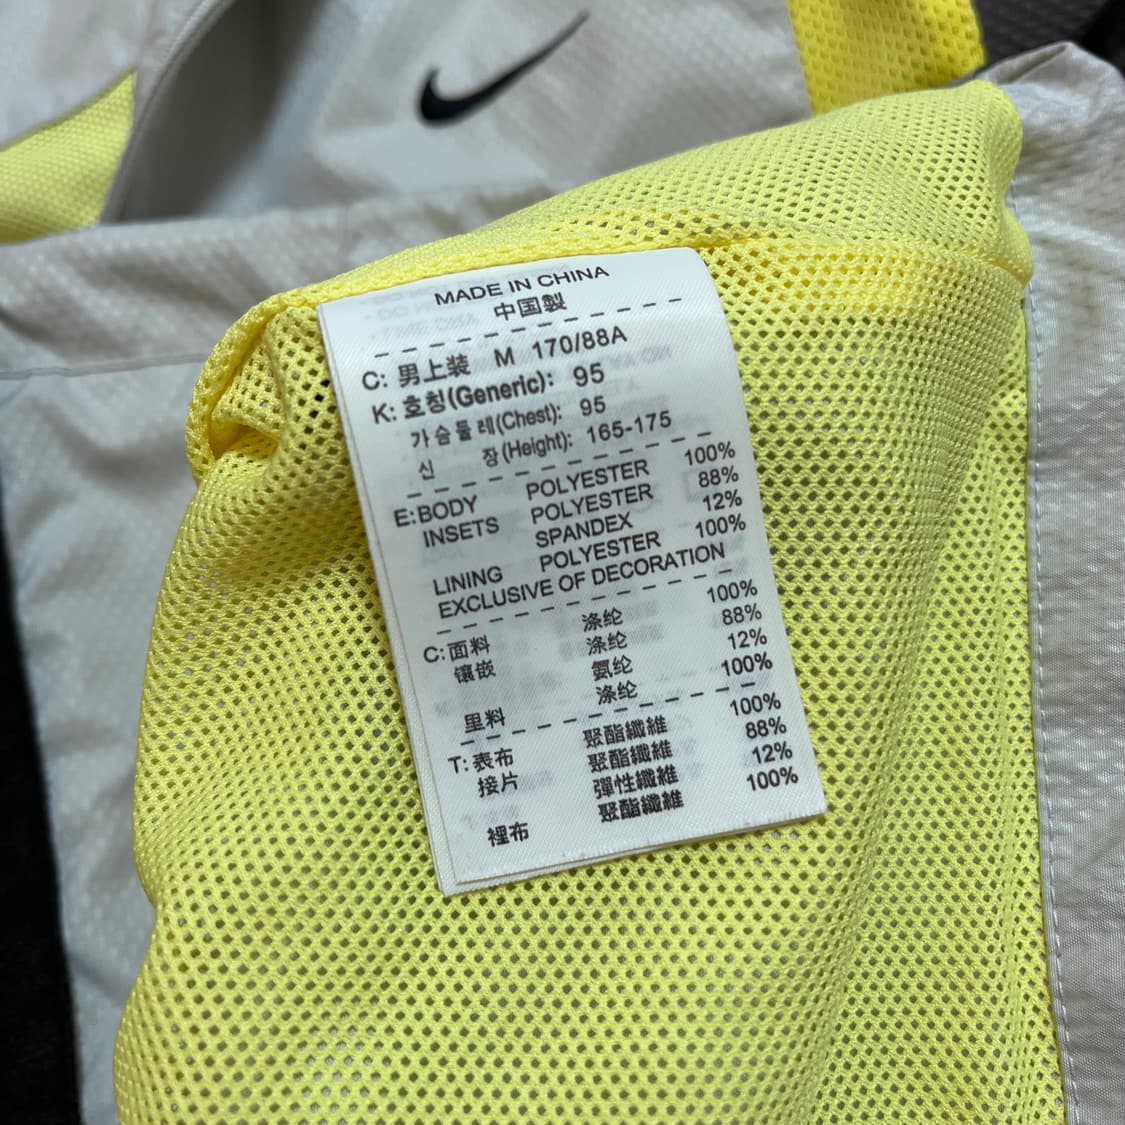 MADE IN CHINA
中国製
C: 男上装 M 170/88A
K: 호칭(Generic): 95
가슴둘레(Chest): 95
신 장(Height): 165-175
E: BODY POLYESTER 100%
INSETS POLYESTER 88%
SPANDEX 12%
LINING POLYESTER 100%
EXCLUSIVE OF DECORATION
C: 面料 涤纶 100%
镶嵌 涤纶 88%
氨纶 12%
里料 涤纶 100%
T: 表布 聚酯纖維 100%
接片 聚酯纖維 88%
彈性纖維 12%
裡布 聚酯纖維 100%